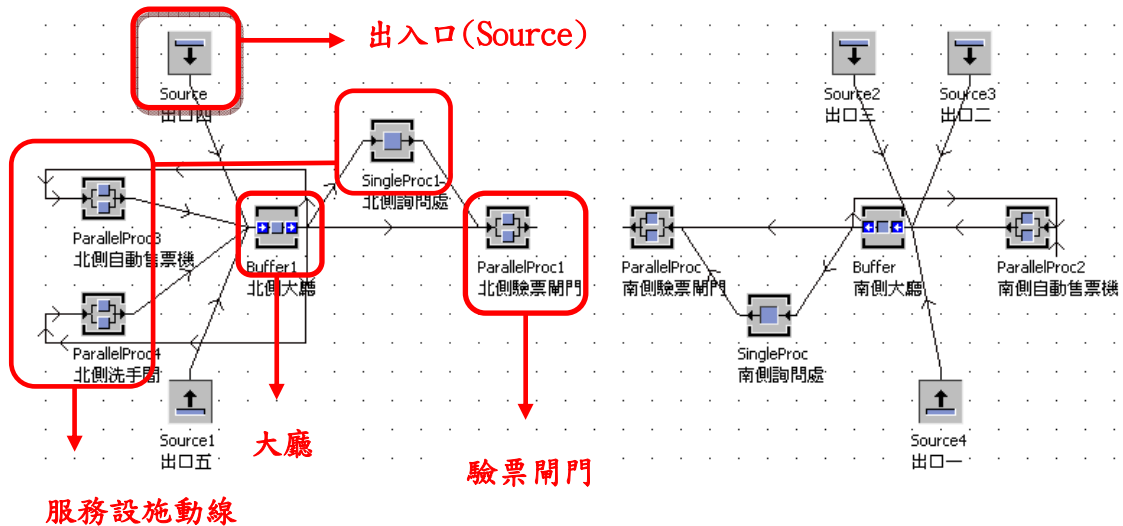 出入口(Source)
Source
出口四
Source2
出口三
Source3
出口二
SingleProc1
北側詢問處
ParallelProc3
北側自動售票機
Buffer1
北側大廳
ParallelProc1
北側驗票閘門
ParallelProc
南側驗票閘門
Buffer
南側大廳
ParallelProc2
南側自動售票機
ParallelProc4
北側洗手間
SingleProc
南側詢問處
Source1
出口五
Source4
出口一
大廳
驗票閘門
服務設施動線